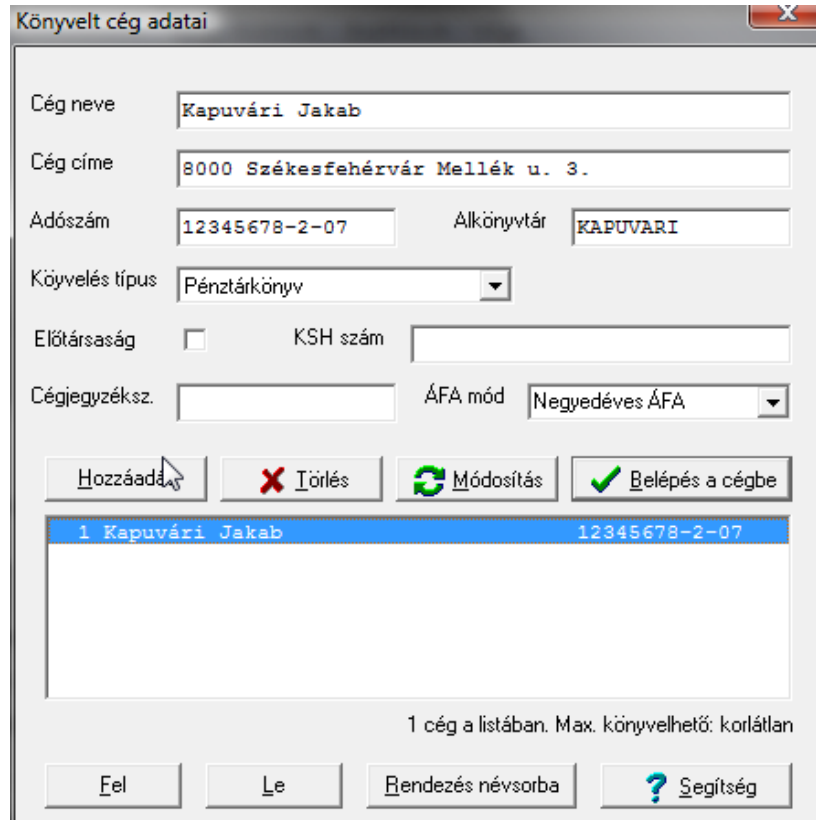 Könyvelt cég adatai
Cég neve Kapuvári Jakab
Cég címe 8000 Székesfehérvár Mellék u. 3.
Adószám 12345678-2-07 Alkönyvtár KAPUVARI
Köyvelés típus Pénztárkönyv
Előtársaság KSH szám
Cégjegyzéksz. ÁFA mód Negyedéves ÁFA
Hozzáadá Törlés Módosítás Belépés a cégbe
1 Kapuvári Jakab 12345678-2-07
1 cég a listában. Max. könyvelhető: korlátlan
Fel Le Rendezés névsorba Segítség